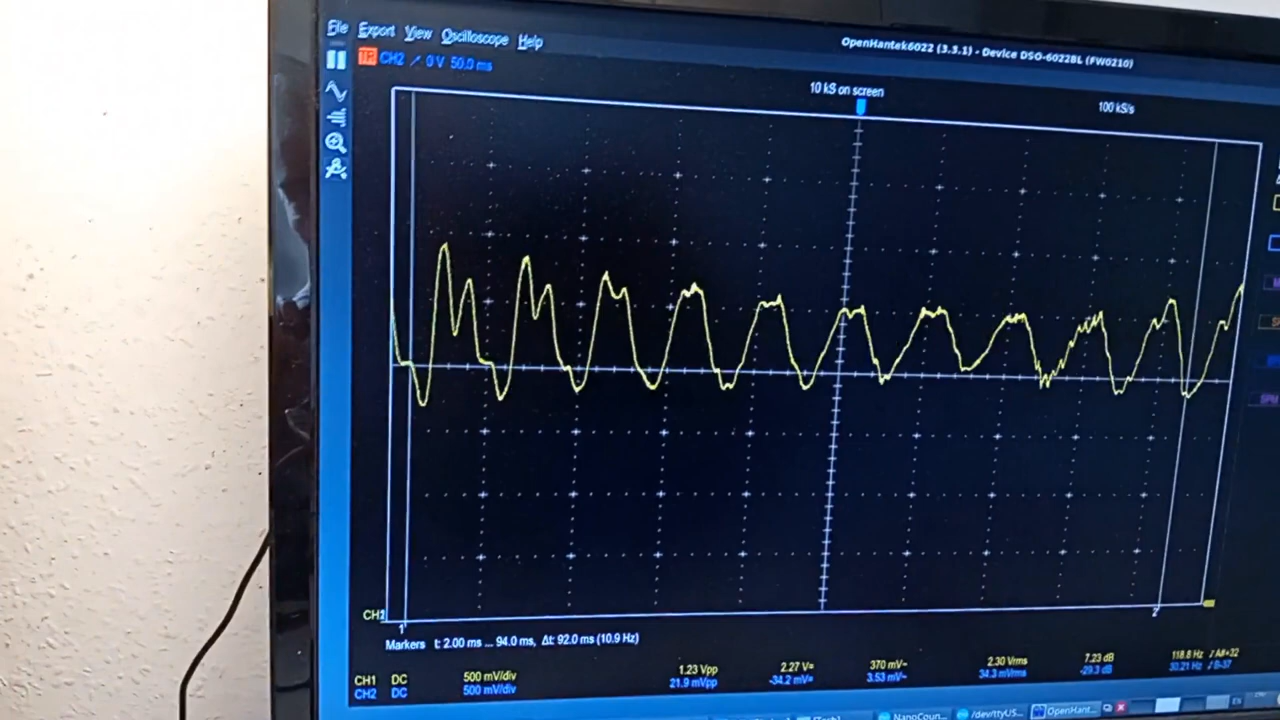 File Export View Oscilloscope Help
OpenHantek6022 (3.3.1) - Device DSO-6022BL (FW0210)
TR CH2 0 V 50.0 ms
10 kS on screen
100 kS/s
CH1
1
2
Markers t: 2.00 ms ... 94.0 ms, Δt: 92.0 ms (10.9 Hz)
CH1 DC 500 mV/div 1.23 Vpp 2.27 V= 370 mV~ 2.30 Vrms 7.23 dB 118.8 Hz
CH2 DC 500 mV/div 21.9 mVpp -34.2 mV= 3.53 mV~ 34.3 mVrms -29.3 dB 30.21 Hz
NanoCoun... /dev/ttyUS... OpenHant... EN